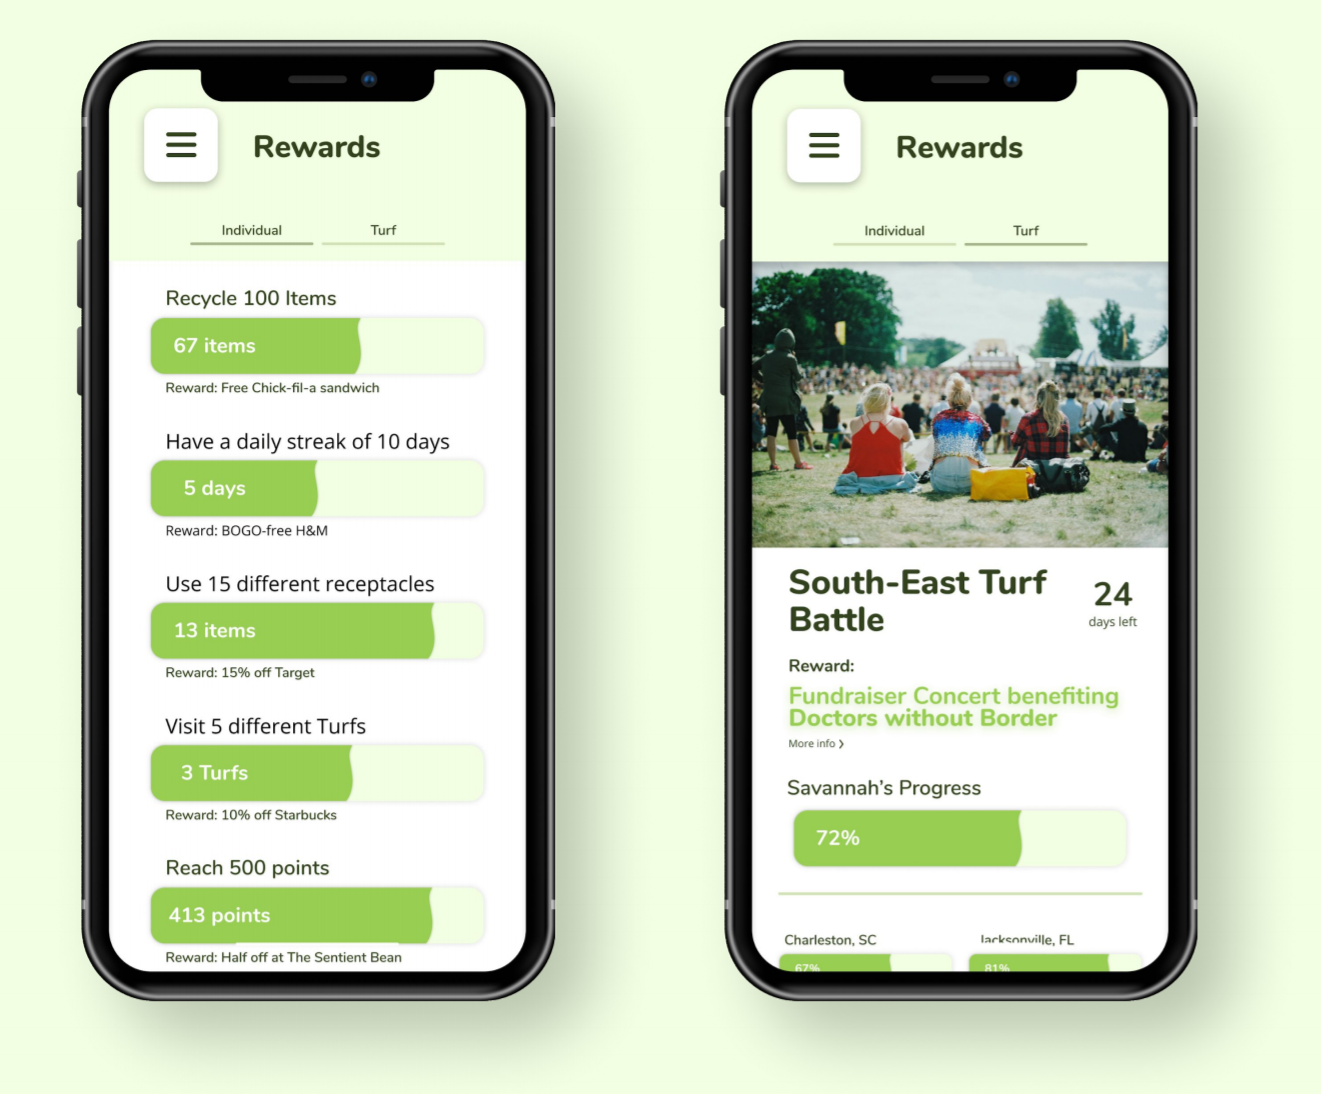 Rewards
Individual
Turf
Recycle 100 Items
67 items
Reward: Free Chick-fil-a sandwich
Have a daily streak of 10 days
5 days
Reward: BOGO-free H&M
Use 15 different receptacles
13 items
Reward: 15% off Target
Visit 5 different Turfs
3 Turfs
Reward: 10% off Starbucks
Reach 500 points
413 points
Reward: Half off at The Sentient Bean
Rewards
Individual
Turf
South-East Turf
Battle
24
days left
Reward:
Fundraiser Concert benefiting
Doctors without Border
More info ❯
Savannah's Progress
72%
Charleston, SC
Jacksonville, FL
67%
81%